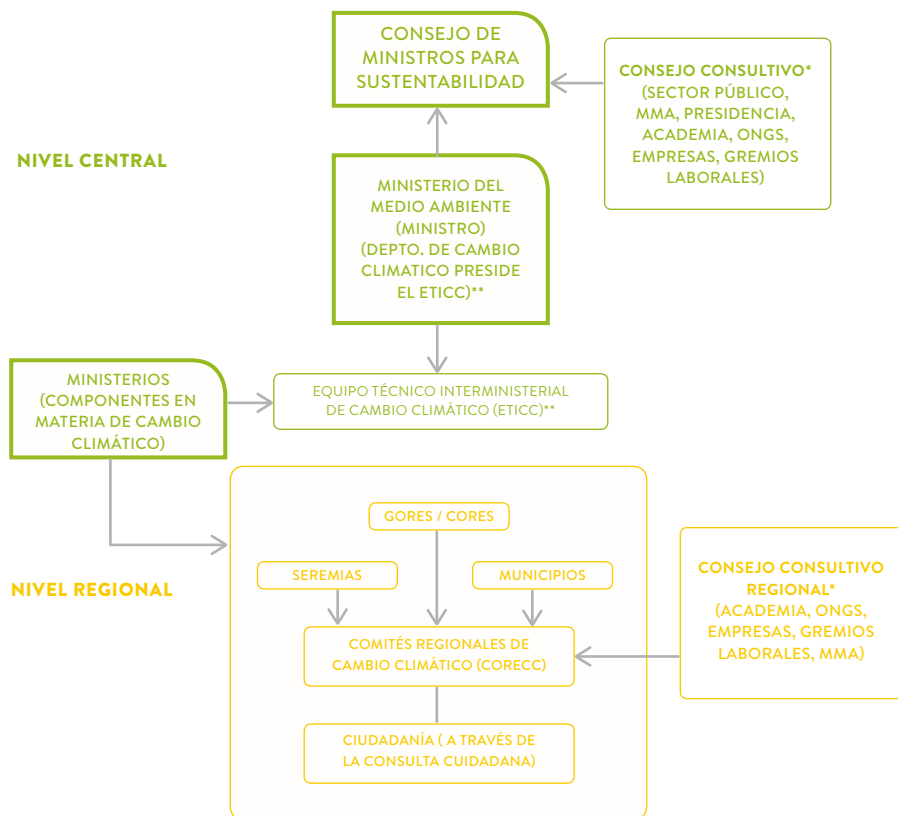 CONSEJO DE
MINISTROS PARA
SUSTENTABILIDAD
CONSEJO CONSULTIVO*
(SECTOR PÚBLICO,
MMA, PRESIDENCIA,
ACADEMIA, ONGS,
EMPRESAS, GREMIOS
LABORALES)
NIVEL CENTRAL
MINISTERIO DEL
MEDIO AMBIENTE
(MINISTRO)
(DEPTO. DE CAMBIO
CLIMATICO PRESIDE
EL ETICC)**
MINISTERIOS
(COMPONENTES EN
MATERIA DE CAMBIO
CLIMÁTICO)
EQUIPO TÉCNICO INTERMINISTERIAL
DE CAMBIO CLIMÁTICO (ETICC)**
GORES / CORES
SEREMIAS
MUNICIPIOS
NIVEL REGIONAL
CONSEJO CONSULTIVO
REGIONAL*
(ACADEMIA, ONGS,
EMPRESAS, GREMIOS
LABORALES, MMA)
COMITÉS REGIONALES DE
CAMBIO CLIMÁTICO (CORECC)
CIUDADANÍA ( A TRAVÉS DE
LA CONSULTA CUIDADANA)